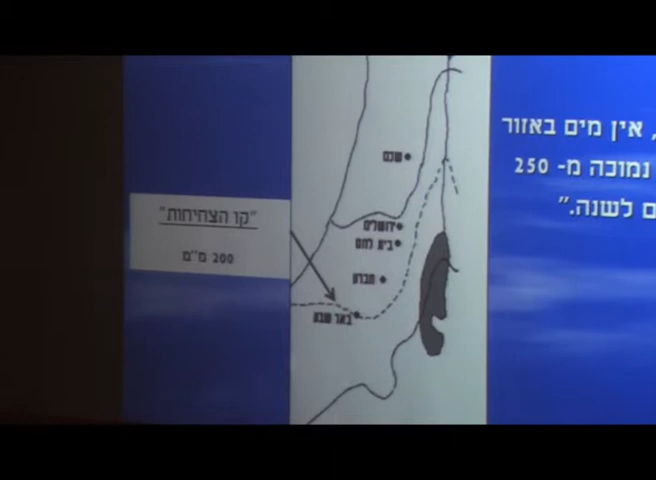 , אין מים באזור
נמוכה מ- 250
ם לשנה."
"קו הצחיחות"
200 מ"מ
שכם
ירושלים
בית לחם
חברון
באר שבע